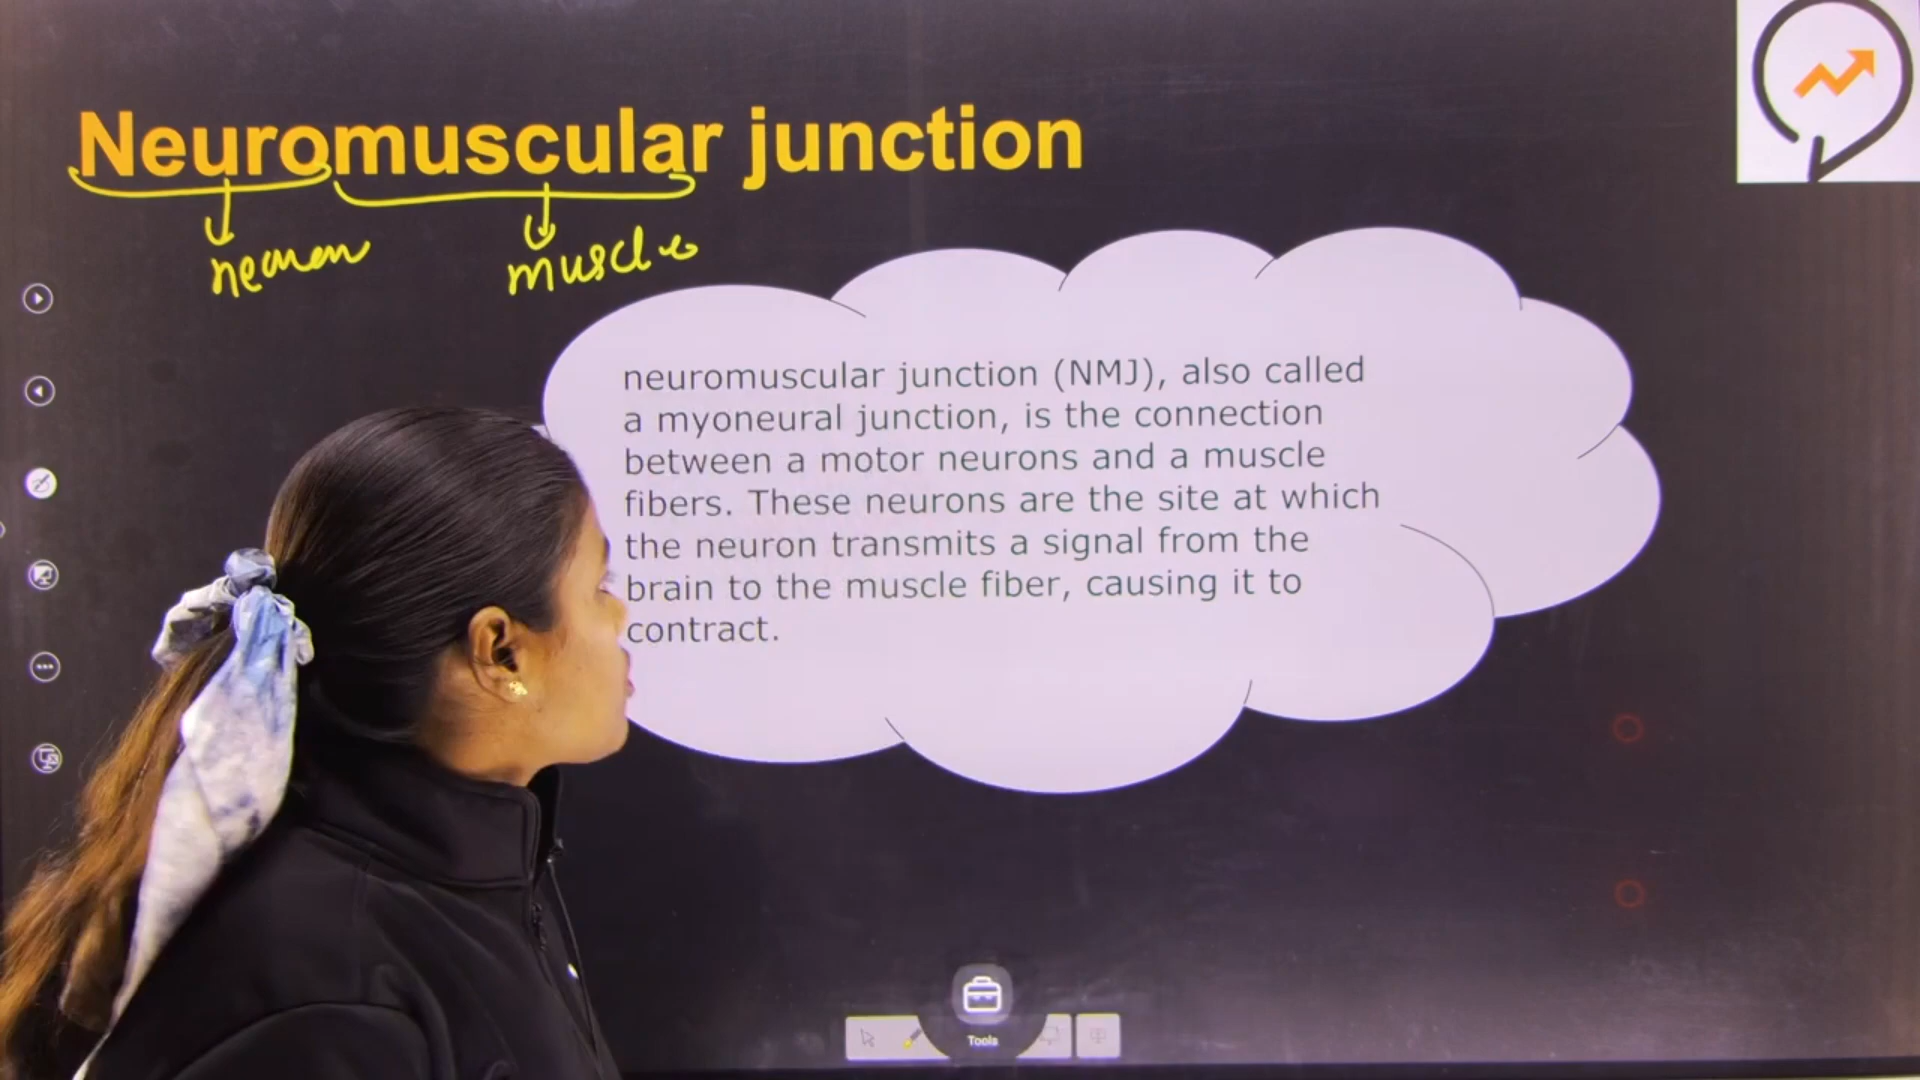 Neuromuscular junction
neuron muscle
neuromuscular junction (NMJ), also called
a myoneural junction, is the connection
between a motor neurons and a muscle
fibers. These neurons are the site at which
the neuron transmits a signal from the
brain to the muscle fiber, causing it to
contract.
Tools